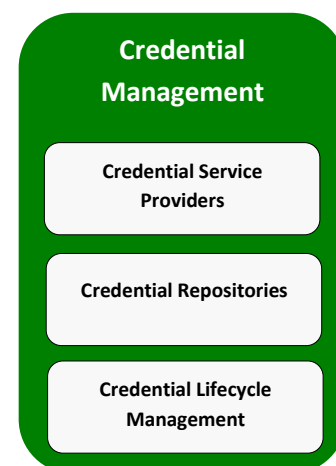 Credential
Management
Credential Service
Providers
Credential Repositories
Credential Lifecycle
Management